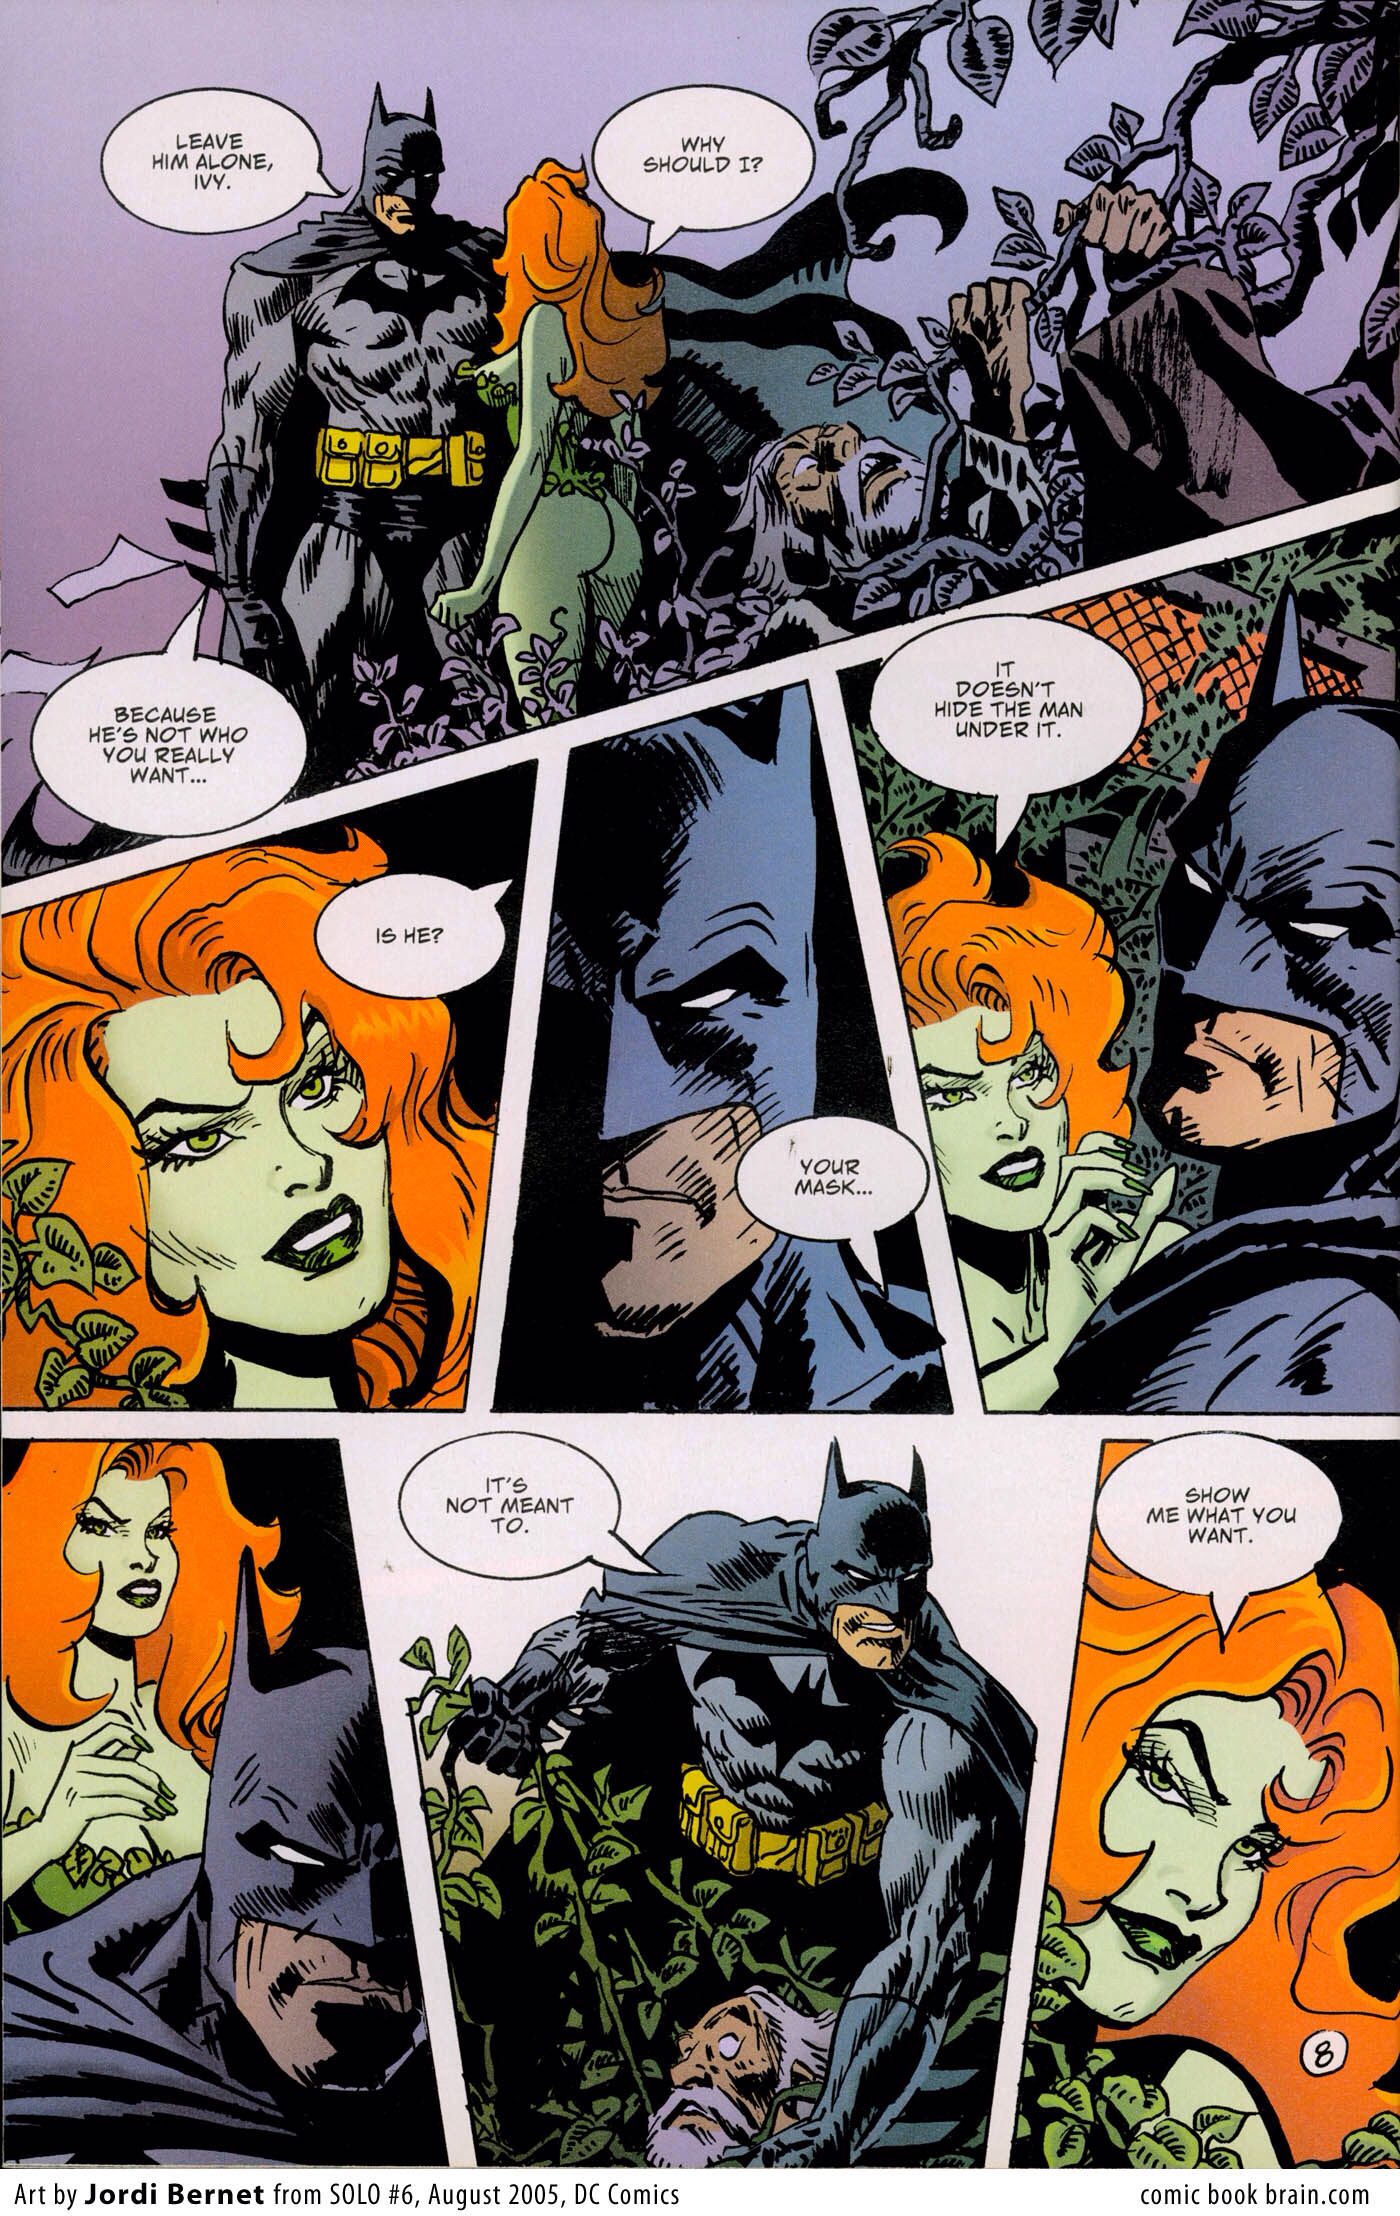 LEAVE
HIM ALONE,
IVY.
WHY
SHOULD I?
BECAUSE
HE'S NOT WHO
YOU REALLY
WANT...
IS HE?
YOUR
MASK...
IT
DOESN'T
HIDE THE MAN
UNDER IT.
IT'S
NOT MEANT
TO.
SHOW
ME WHAT YOU
WANT.
8
Art by Jordi Bernet from SOLO #6, August 2005, DC Comics
comic book brain.com